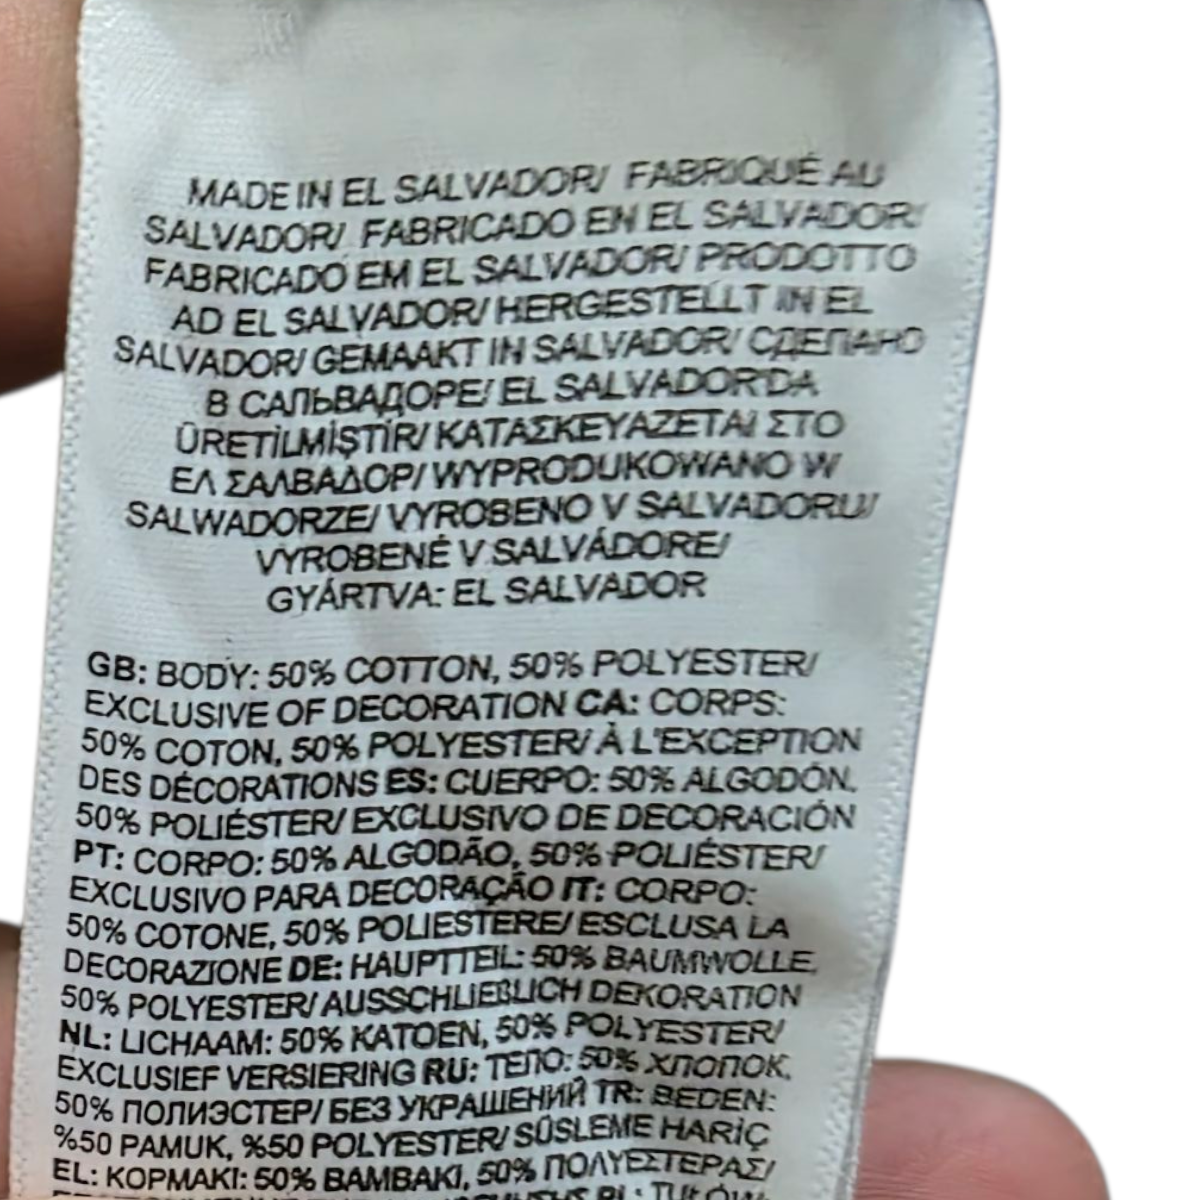 MADE IN EL SALVADOR/ FABRIQUÉ AU
SALVADOR/ FABRICADO EN EL SALVADOR/
FABRICADO EM EL SALVADOR/ PRODOTTO
AD EL SALVADOR/ HERGESTELLT IN EL
SALVADOR/ GEMAAKT IN SALVADOR/ СДЕЛАНО
В САЛЬВАДОРЕ/ EL SALVADOR'DA
ÜRETİLMİŞTİR/ ΚΑΤΑΣΚΕΥΑΖΕΤΑΙ ΣΤΟ
ΕΛ ΣΑΛΒΑΔΟΡ/ WYPRODUKOWANO W
SALWADORZE/ VYROBENO V SALVADORU/
VYROBENÉ V SALVÁDORE/
GYÁRTVA: EL SALVADOR
GB: BODY: 50% COTTON, 50% POLYESTER/
EXCLUSIVE OF DECORATION CA: CORPS:
50% COTON, 50% POLYESTER/ À L'EXCEPTION
DES DÉCORATIONS ES: CUERPO: 50% ALGODÓN,
50% POLIÉSTER/ EXCLUSIVO DE DECORACIÓN
PT: CORPO: 50% ALGODÃO, 50% POLIÉSTER/
EXCLUSIVO PARA DECORAÇÃO IT: CORPO:
50% COTONE, 50% POLIESTERE/ ESCLUSA LA
DECORAZIONE DE: HAUPTTEIL: 50% BAUMWOLLE,
50% POLYESTER/ AUSSCHLIEßLICH DEKORATION
NL: LICHAAM: 50% KATOEN, 50% POLYESTER/
EXCLUSIEF VERSIERING RU: ТЕЛО: 50% ХЛОПОК,
50% ПОЛИЭСТЕР/ БЕЗ УКРАШЕНИЙ TR: BEDEN:
%50 PAMUK, %50 POLYESTER/ SÜSLEME HARİÇ
EL: ΚΟΡΜΑΚΙ: 50% ΒΑΜΒΑΚΙ, 50% ΠΟΛΥΕΣΤΕΡΑΣ/